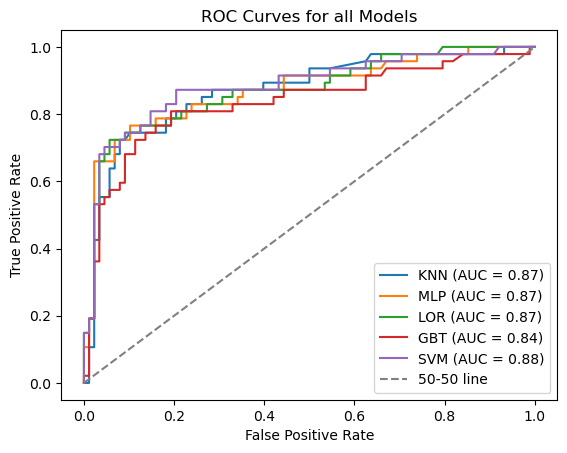 ROC Curves for all Models
True Positive Rate
1.0
0.8
0.6
0.4
0.2
0.0
KNN (AUC = 0.87)
MLP (AUC = 0.87)
LOR (AUC = 0.87)
GBT (AUC = 0.84)
SVM (AUC = 0.88)
50-50 line
0.0 0.2 0.4 0.6 0.8 1.0
False Positive Rate